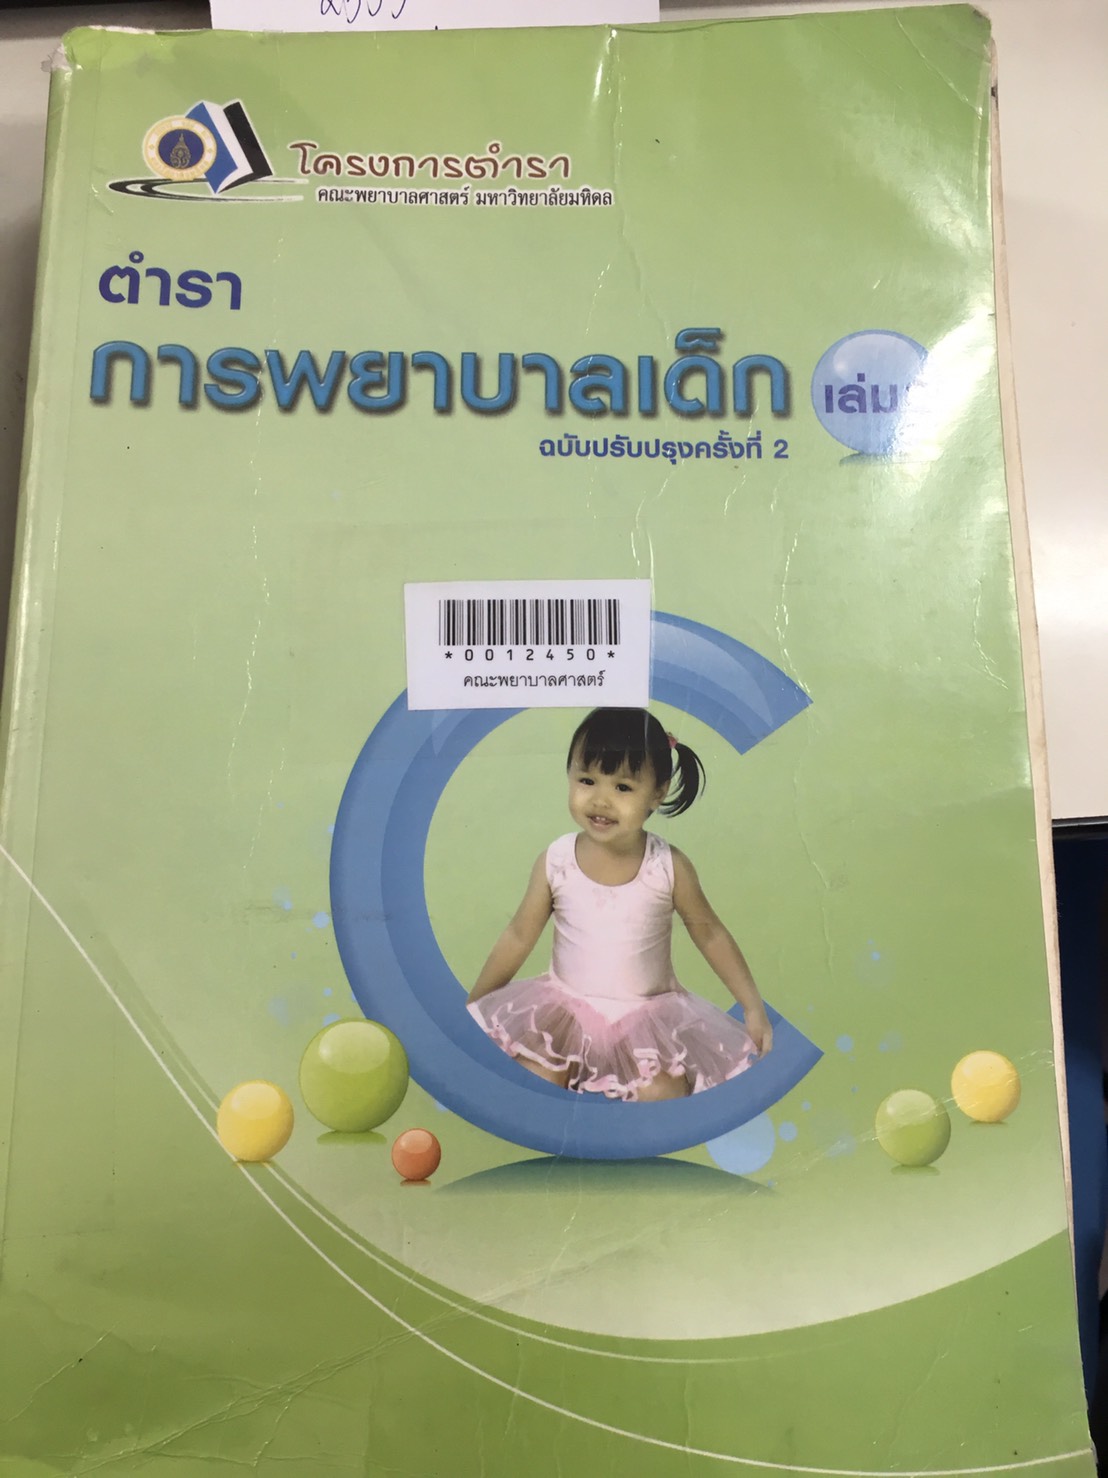 โครงการตำรา
คณะพยาบาลศาสตร์ มหาวิทยาลัยมหิดล
ตำรา
การพยาบาลเด็ก
เล่ม
ฉบับปรับปรุงครั้งที่ 2
*0012450*
คณะพยาบาลศาสตร์